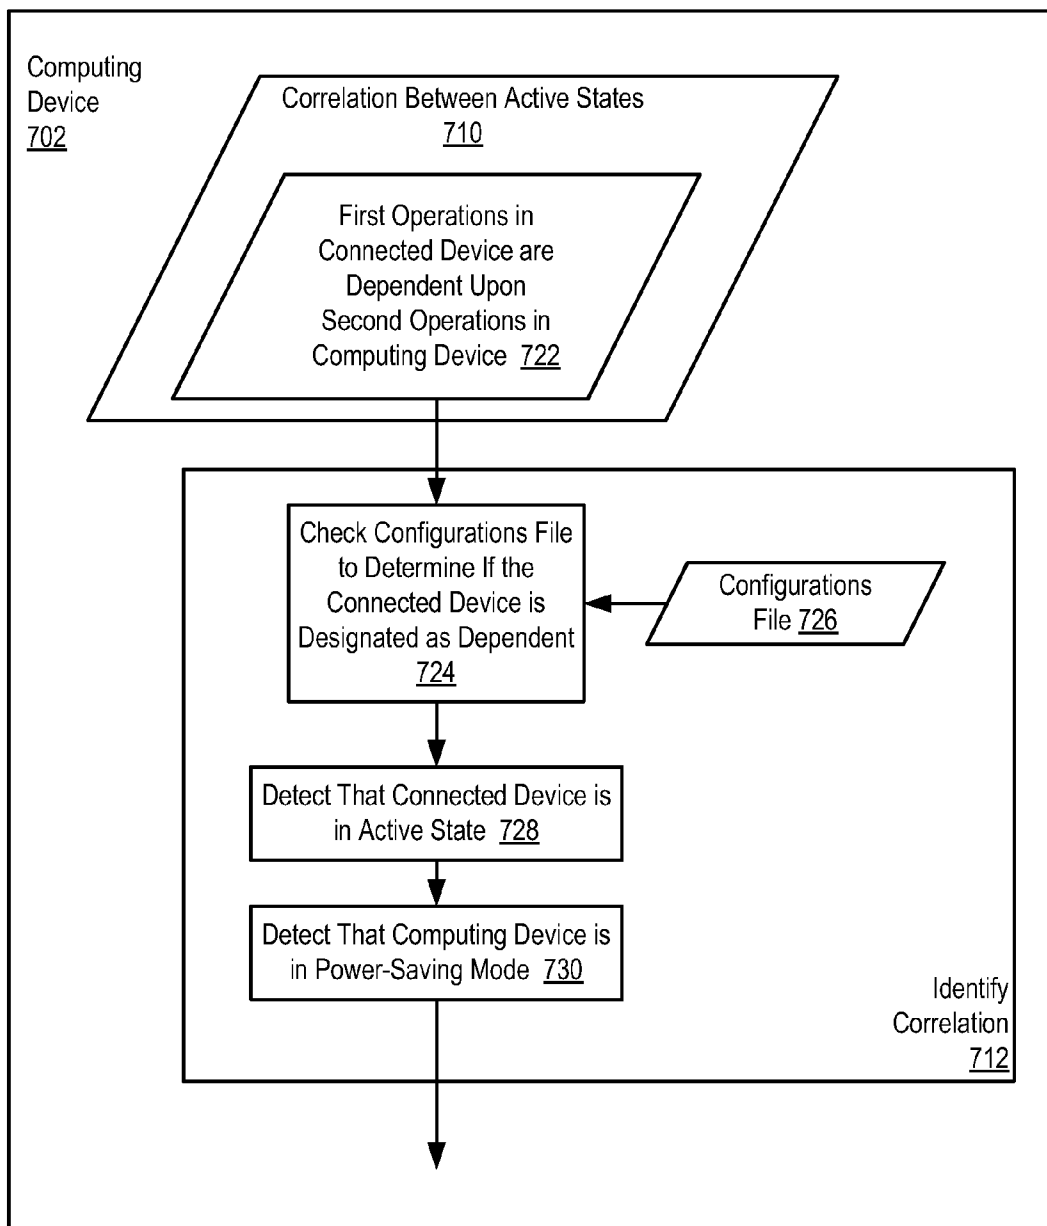 Computing
Device
702
Correlation Between Active States
710
First Operations in
Connected Device are
Dependent Upon
Second Operations in
Computing Device 722
Check Configurations File
to Determine If the
Connected Device is
Designated as Dependent
724
Configurations
File 726
Detect That Connected Device is
in Active State 728
Detect That Computing Device is
in Power-Saving Mode 730
Identify
Correlation
712